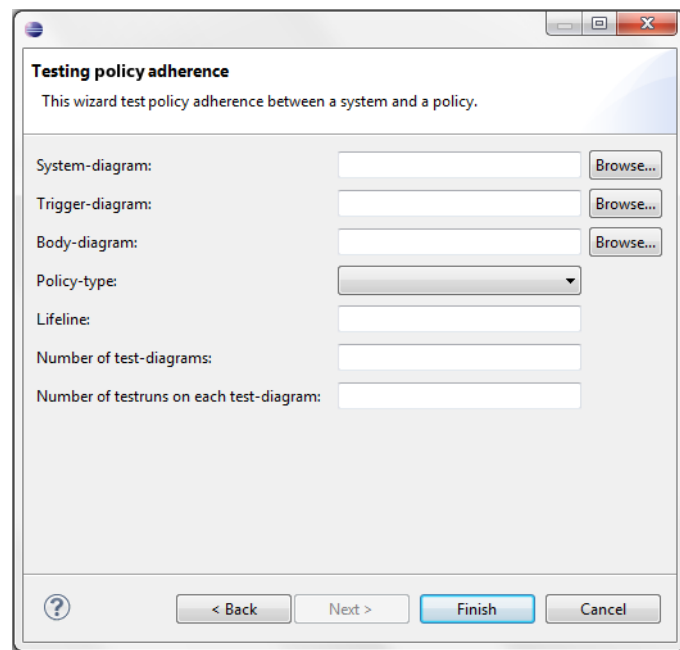 Testing policy adherence
This wizard test policy adherence between a system and a policy.
System-diagram: Browse...
Trigger-diagram: Browse...
Body-diagram: Browse...
Policy-type:
Lifeline:
Number of test-diagrams:
Number of testruns on each test-diagram:
? < Back Next > Finish Cancel